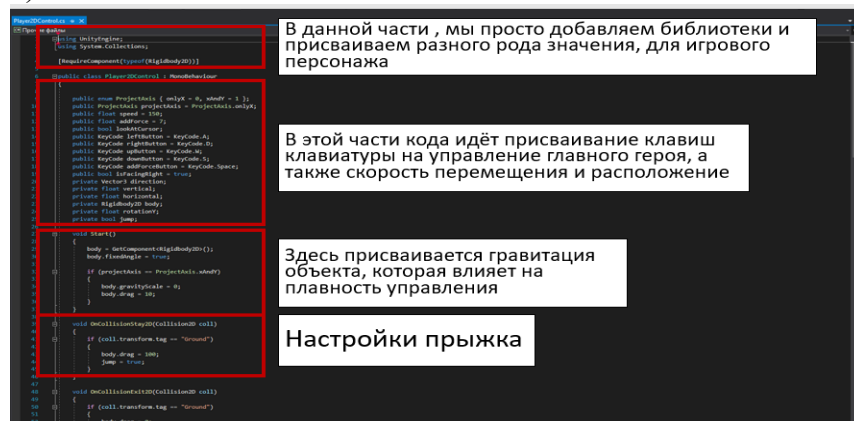 Player2DControl.cs
Прочие файлы
using UnityEngine;
using System.Collections;
В данной части , мы просто добавляем библиотеки и
присваиваем разного рода значения, для игрового
персонажа
[RequireComponent(typeof(Rigidbody2D))]
public class Player2DControl : MonoBehaviour
{
public enum ProjectAxis { onlyX = 0, xAndY = 1 };
public ProjectAxis projectAxis = ProjectAxis.onlyX;
public float speed = 150;
public float addForce = 7;
public bool lookAtCursor;
public KeyCode leftButton = KeyCode.A;
public KeyCode rightButton = KeyCode.D;
public KeyCode upButton = KeyCode.W;
public KeyCode downButton = KeyCode.S;
public KeyCode addForceButton = KeyCode.Space;
public bool isFacingRight = true;
private Vector3 direction;
private float vertical;
private float horizontal;
private Rigidbody2D body;
private float rotationY;
private bool jump;
В этой части кода идёт присваивание клавиш
клавиатуры на управление главного героя, а
также скорость перемещения и расположение
void Start()
{
body = GetComponent<Rigidbody2D>();
body.fixedAngle = true;
if (projectAxis == ProjectAxis.xAndY)
{
body.gravityScale = 0;
body.drag = 10;
}
}
Здесь присваивается гравитация
объекта, которая влияет на
плавность управления
void OnCollisionStay2D(Collision2D coll)
{
if (coll.transform.tag == "Ground")
{
body.drag = 100;
jump = true;
}
}
Настройки прыжка
47
48 void OnCollisionExit2D(Collision2D coll)
49 {
50 if (coll.transform.tag == "Ground")
51 {